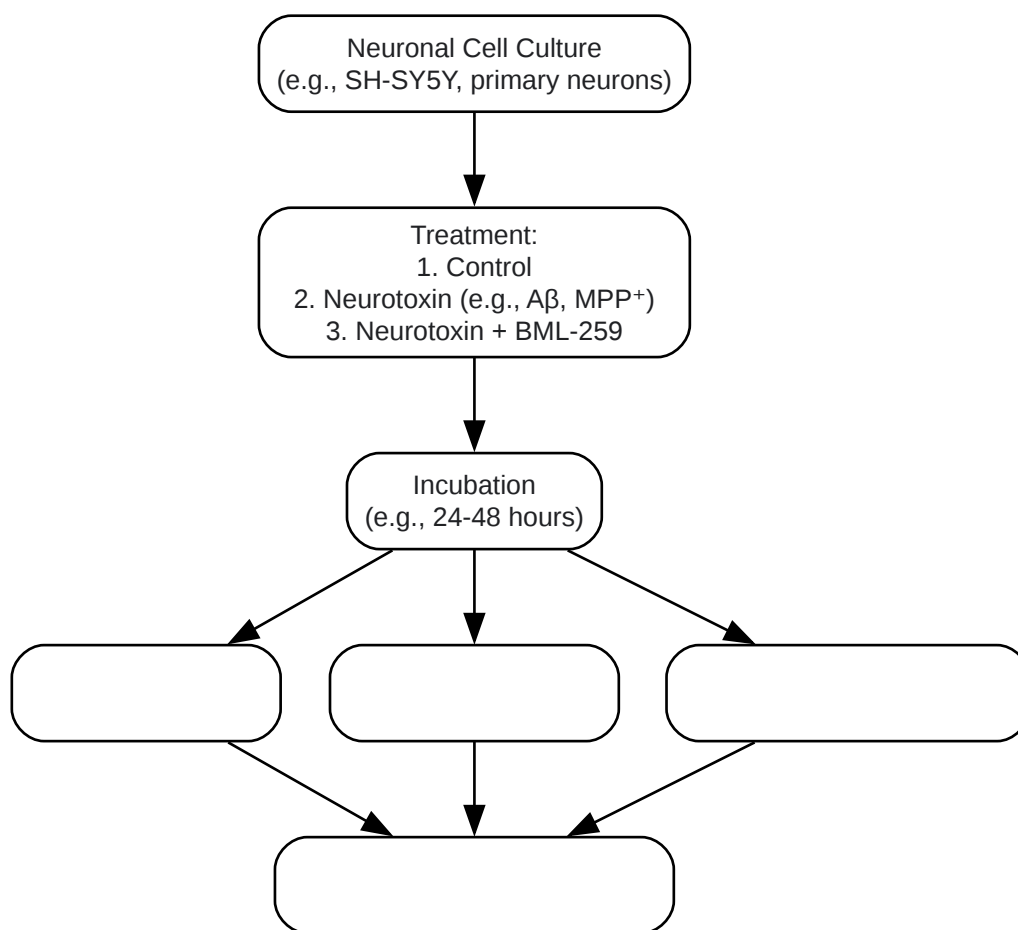 Neuronal Cell Culture
(e.g., SH-SY5Y, primary neurons)
Treatment:
1. Control
2. Neurotoxin (e.g., Aβ, MPP⁺)
3. Neurotoxin + BML-259
Incubation
(e.g., 24-48 hours)